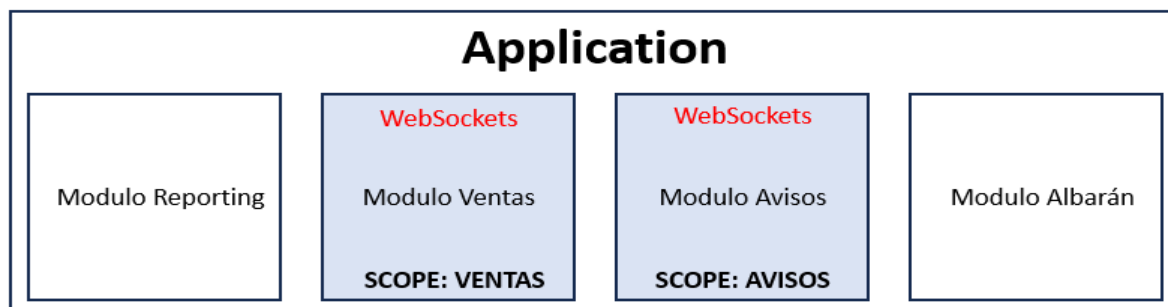 Application
Modulo Reporting
WebSockets
Modulo Ventas
SCOPE: VENTAS
WebSockets
Modulo Avisos
SCOPE: AVISOS
Modulo Albarán